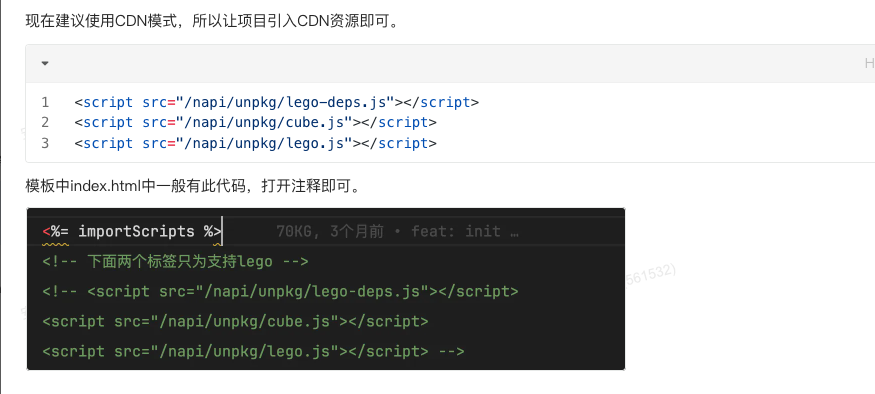 现在建议使用CDN模式，所以让项目引入CDN资源即可。
1 <script src="/napi/unpkg/lego-deps.js"></script>
2 <script src="/napi/unpkg/cube.js"></script>
3 <script src="/napi/unpkg/lego.js"></script>
模板中index.html中一般有此代码，打开注释即可。
<%= importScripts %> 70KG, 3个月前 • feat: init …
<!-- 下面两个标签只为支持lego -->
<!-- <script src="/napi/unpkg/lego-deps.js"></script>
561532)
<script src="/napi/unpkg/cube.js"></script>
<script src="/napi/unpkg/lego.js"></script> -->